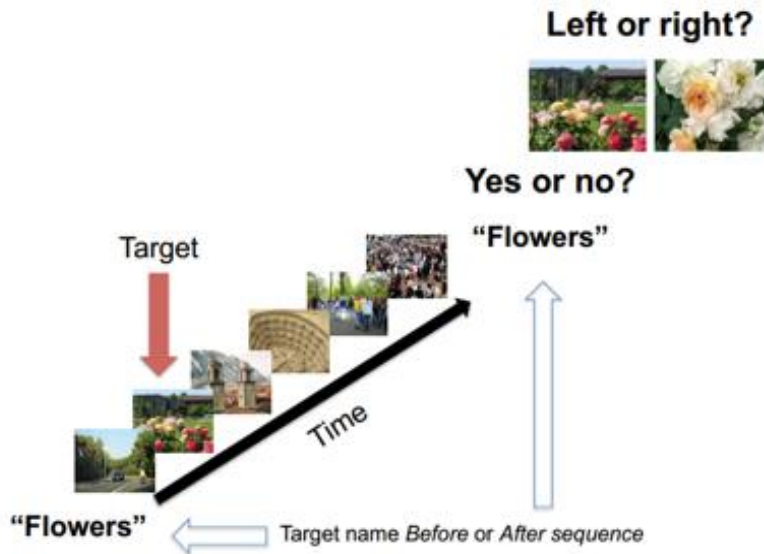 Left or right?
Yes or no?
“Flowers”
Target
Time
“Flowers”
Target name Before or After sequence